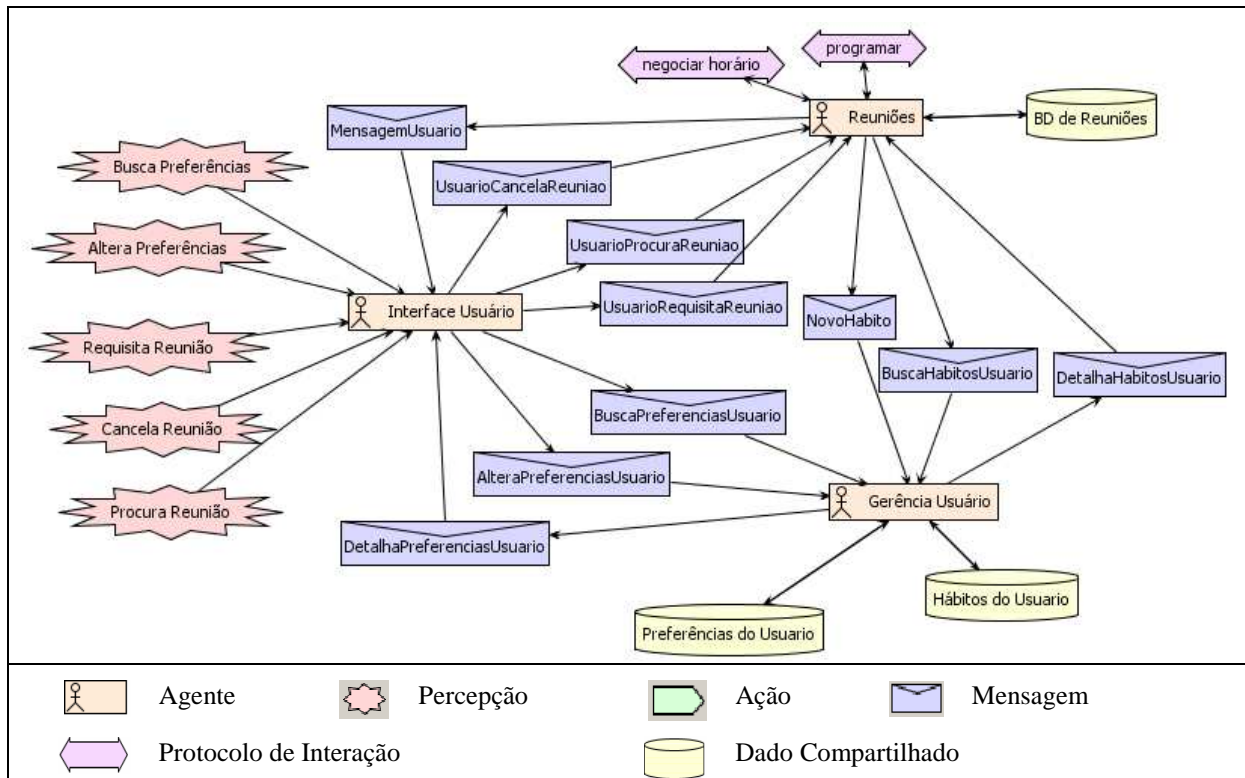 programar
negociar horário
Reuniões
BD de Reuniões
MensagemUsuario
Busca Preferências
UsuarioCancelaReuniao
Altera Preferências
UsuarioProcuraReuniao
Interface Usuário
UsuarioRequisitaReuniao
NovoHabito
Requisita Reunião
BuscaHabitosUsuario
DetalhaHabitosUsuario
BuscaPreferenciasUsuario
Cancela Reunião
AlteraPreferenciasUsuario
Gerência Usuário
Procura Reunião
DetalhaPreferenciasUsuario
Hábitos do Usuario
Preferências do Usuario
Agente
Percepção
Ação
Mensagem
Protocolo de Interação
Dado Compartilhado